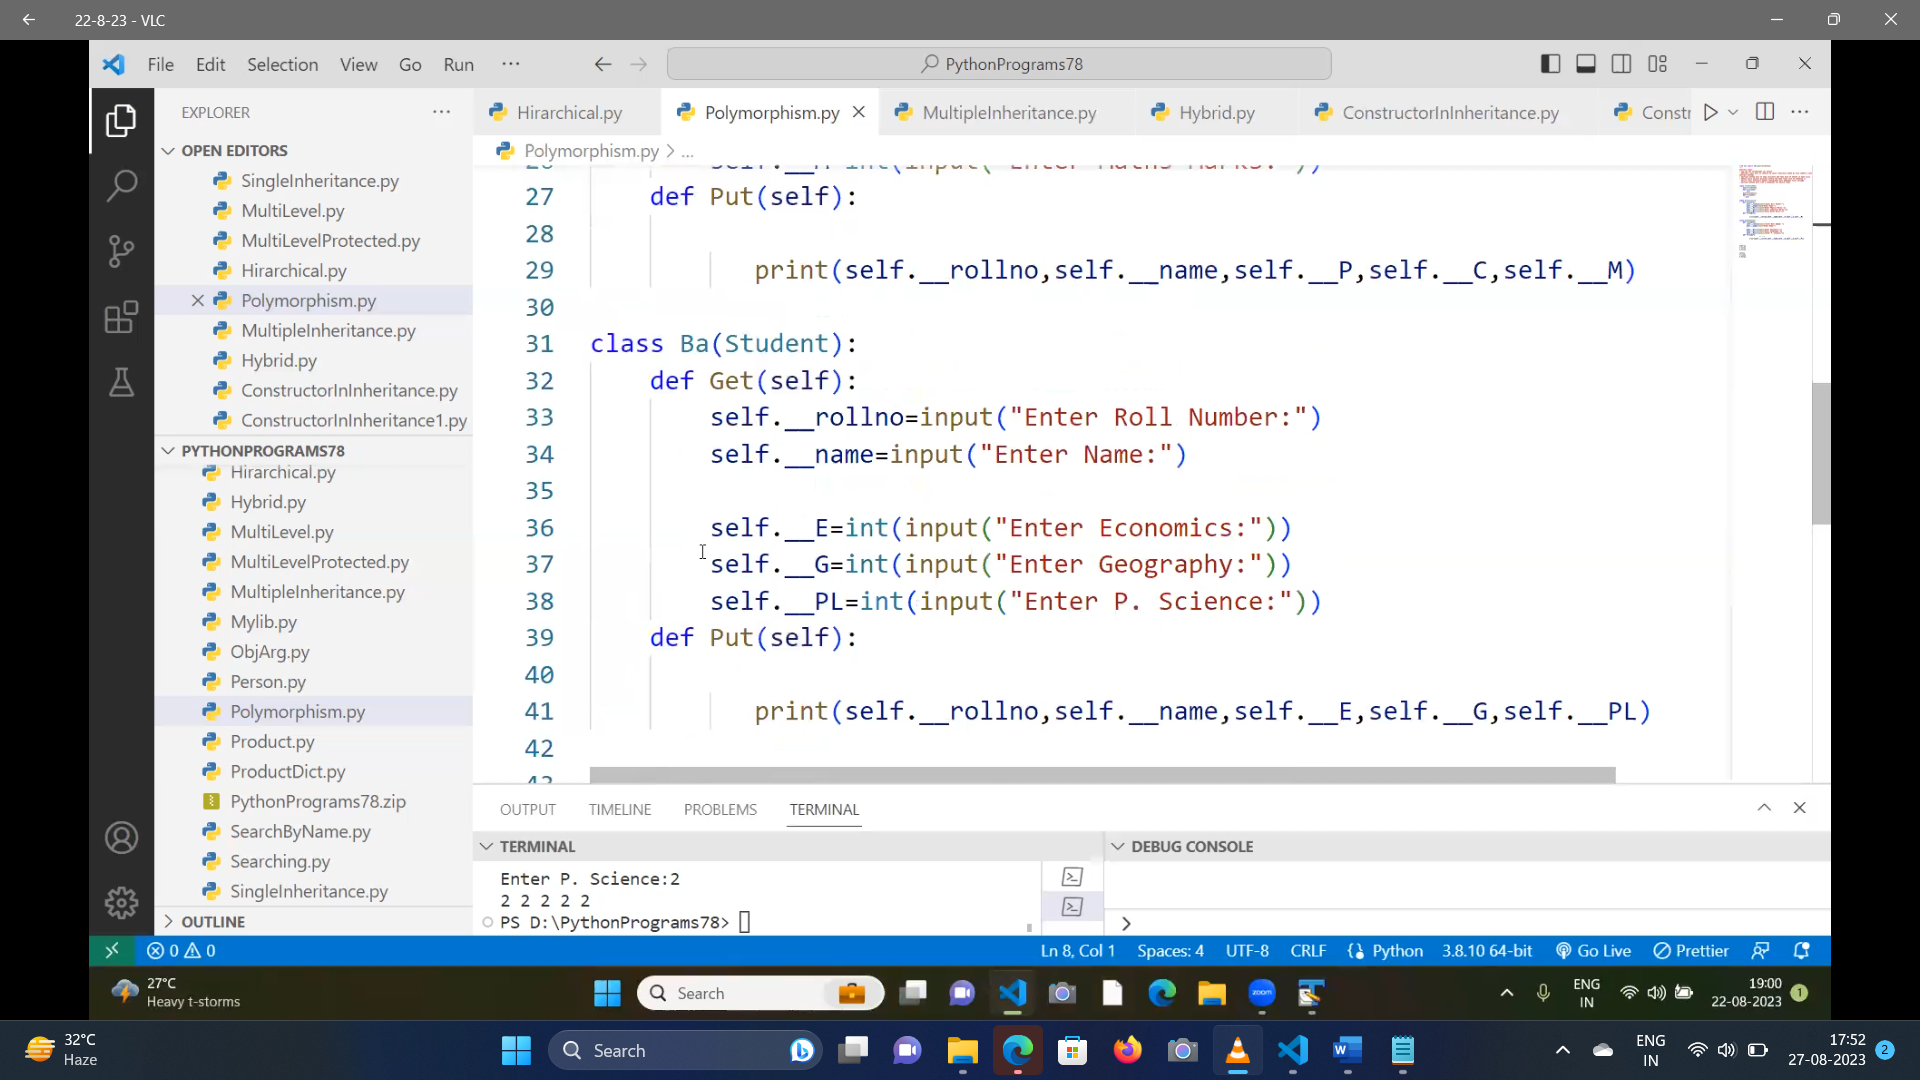 22-8-23 - VLC
File Edit Selection View Go Run ···
PythonPrograms78
EXPLORER
Hirarchical.py
Polymorphism.py
MultipleInheritance.py
Hybrid.py
ConstructorInInheritance.py
Constr
Polymorphism.py > ...
OPEN EDITORS
SingleInheritance.py
MultiLevel.py
MultiLevelProtected.py
Hirarchical.py
Polymorphism.py
MultipleInheritance.py
Hybrid.py
ConstructorInInheritance.py
ConstructorInInheritance1.py
PYTHONPROGRAMS78
Hirarchical.py
Hybrid.py
MultiLevel.py
MultiLevelProtected.py
MultipleInheritance.py
Mylib.py
ObjArg.py
Person.py
Polymorphism.py
Product.py
ProductDict.py
PythonPrograms78.zip
SearchByName.py
Searching.py
SingleInheritance.py
OUTLINE
27 def Put(self):
28
29 print(self.__rollno,self.__name,self.__P,self.__C,self.__M)
30
31 class Ba(Student):
32 def Get(self):
33 self.__rollno=input("Enter Roll Number:")
34 self.__name=input("Enter Name:")
35
36 self.__E=int(input("Enter Economics:"))
37 self.__G=int(input("Enter Geography:"))
38 self.__PL=int(input("Enter P. Science:"))
39 def Put(self):
40
41 print(self.__rollno,self.__name,self.__E,self.__G,self.__PL)
42
OUTPUT TIMELINE PROBLEMS TERMINAL
TERMINAL
Enter P. Science:2
2 2 2 2 2
PS D:\PythonPrograms78>
DEBUG CONSOLE
0 0
Ln 8, Col 1 Spaces: 4 UTF-8 CRLF Python 3.8.10 64-bit Go Live Prettier
27°C
Heavy t-storms
Search
zoom
ENG
IN
19:00
22-08-2023
1
32°C
Haze
Search
ENG
IN
17:52
27-08-2023
2